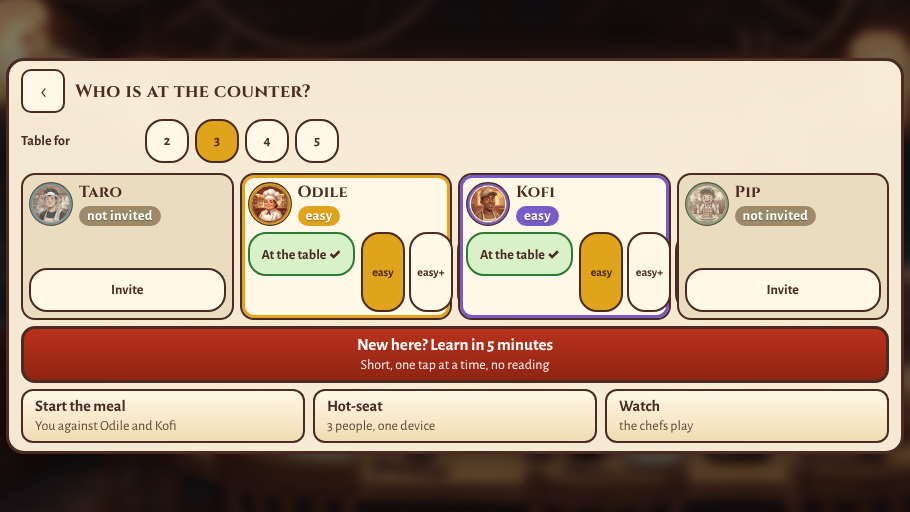 ‹
Who is at the counter?
Table for
2
3
4
5
Taro
not invited
Invite
Odile
easy
At the table ✔
easy
easy+
Kofi
easy
At the table ✔
easy
easy+
Pip
not invited
Invite
New here? Learn in 5 minutes
Short, one tap at a time, no reading
Start the meal
You against Odile and Kofi
Hot-seat
3 people, one device
Watch
the chefs play